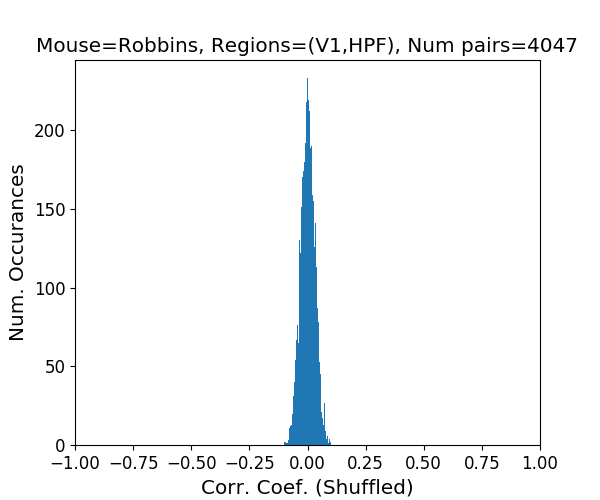 Mouse=Robbins, Regions=(V1,HPF), Num pairs=4047
Num. Occurances
200
150
100
50
0
−1.00 −0.75 −0.50 −0.25 0.00 0.25 0.50 0.75 1.00
Corr. Coef. (Shuffled)